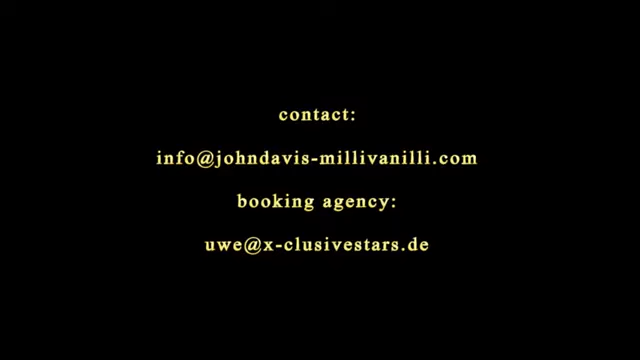 contact:
info@johndavis-millivanilli.com
booking agency:
uwe@x-clusivestars.de